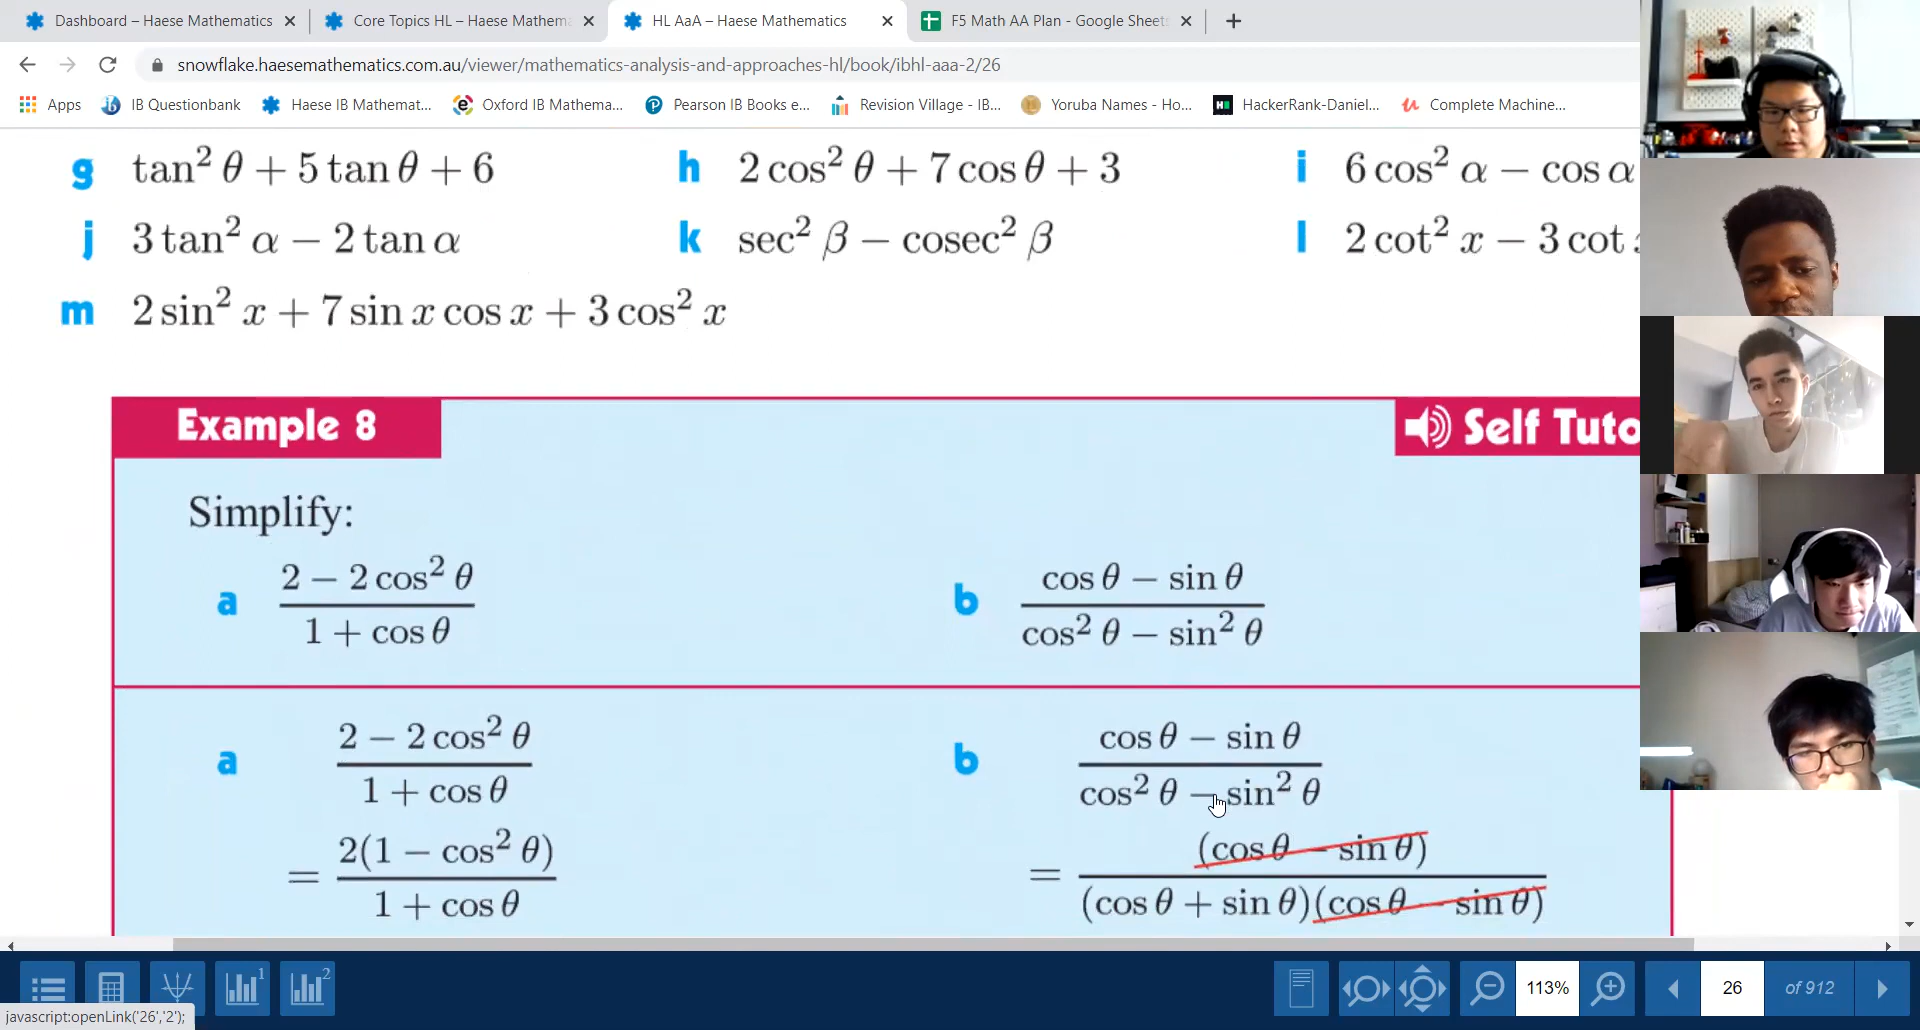 Dashboard – Haese Mathematics
Core Topics HL – Haese Mathema
HL AaA – Haese Mathematics
F5 Math AA Plan - Google Sheets
snowflake.haesemathematics.com.au/viewer/mathematics-analysis-and-approaches-hl/book/ibhl-aaa-2/26
Apps IB Questionbank Haese IB Mathemat... Oxford IB Mathema... Pearson IB Books e... Revision Village - IB... Yoruba Names - Ho... HackerRank-Daniel... Complete Machine...
g tan² θ + 5 tan θ + 6 h 2 cos² θ + 7 cos θ + 3 i 6 cos² α − cos α
j 3 tan² α − 2 tan α k sec² β − cosec² β l 2 cot² x − 3 cot
m 2 sin² x + 7 sin x cos x + 3 cos² x
Example 8 Self Tuto
Simplify:
a 2 − 2 cos² θ / 1 + cos θ b cos θ − sin θ / cos² θ − sin² θ
a 2 − 2 cos² θ / 1 + cos θ b cos θ − sin θ / cos² θ − sin² θ
= 2(1 − cos² θ) / 1 + cos θ = (cos θ − sin θ) / (cos θ + sin θ)(cos θ − sin θ)
1 2 113% 26 of 912
javascript:openLink('26','2');